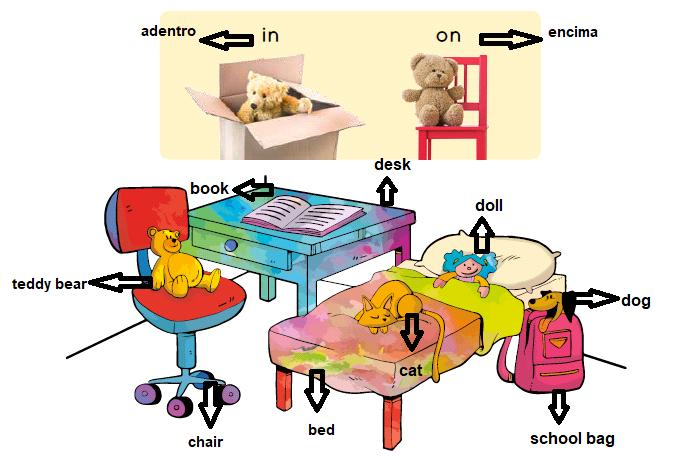 adentro in on encima
desk
book
doll
teddy bear
dog
cat
chair
bed
school bag